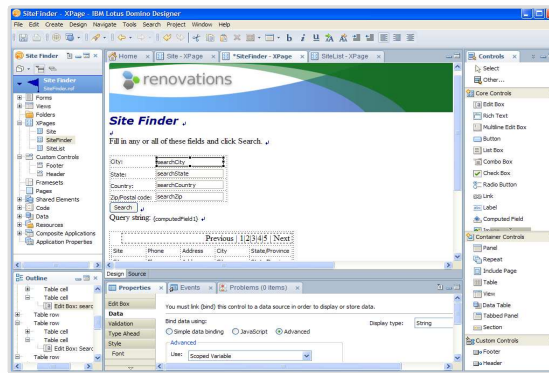 SiteFinder - XPage - IBM Lotus Domino Designer
File Edit Create Design Navigate Tools Search Project Window Help
Site Finder
Site Finder
SiteFinder.nsf
Forms
Views
Folders
XPages
Site
SiteFinder
SiteList
Custom Controls
Footer
Header
Framesets
Pages
Shared Elements
Code
Data
Resources
Composite Applications
Application Properties
Outline
Table cell
Table cell
Edit Box: searc
Table row
Table row
Table cell
Table cell
Edit Box: Searc
Table row
Home
Site - XPage
*SiteFinder - XPage
SiteList - XPage
renovations
Site Finder
Fill in any or all of these fields and click Search.
City: searchCity
State: searchState
Country: searchCountry
Zip/Postal code: searchZip
Search
Query string: {computedField1}
Previous | 1|2|3|4|5 | Next
Site Phone Address City State/Province
Design Source
Properties
Events
Problems (0 items)
Edit Box
Data
Validation
Type Ahead
Style
Font
You must link (bind) this control to a data source in order to display or store data.
Bind data using:
Simple data binding
JavaScript
Advanced
Display type: String
Advanced
Use: Scoped Variable
Controls
Select
Other...
Core Controls
Edit Box
Rich Text
Multiline Edit Box
Button
List Box
Combo Box
Check Box
Radio Button
Link
Label
Computed Field
Container Controls
Panel
Repeat
Include Page
Table
View
Data Table
Tabbed Panel
Section
Custom Controls
Footer
Header